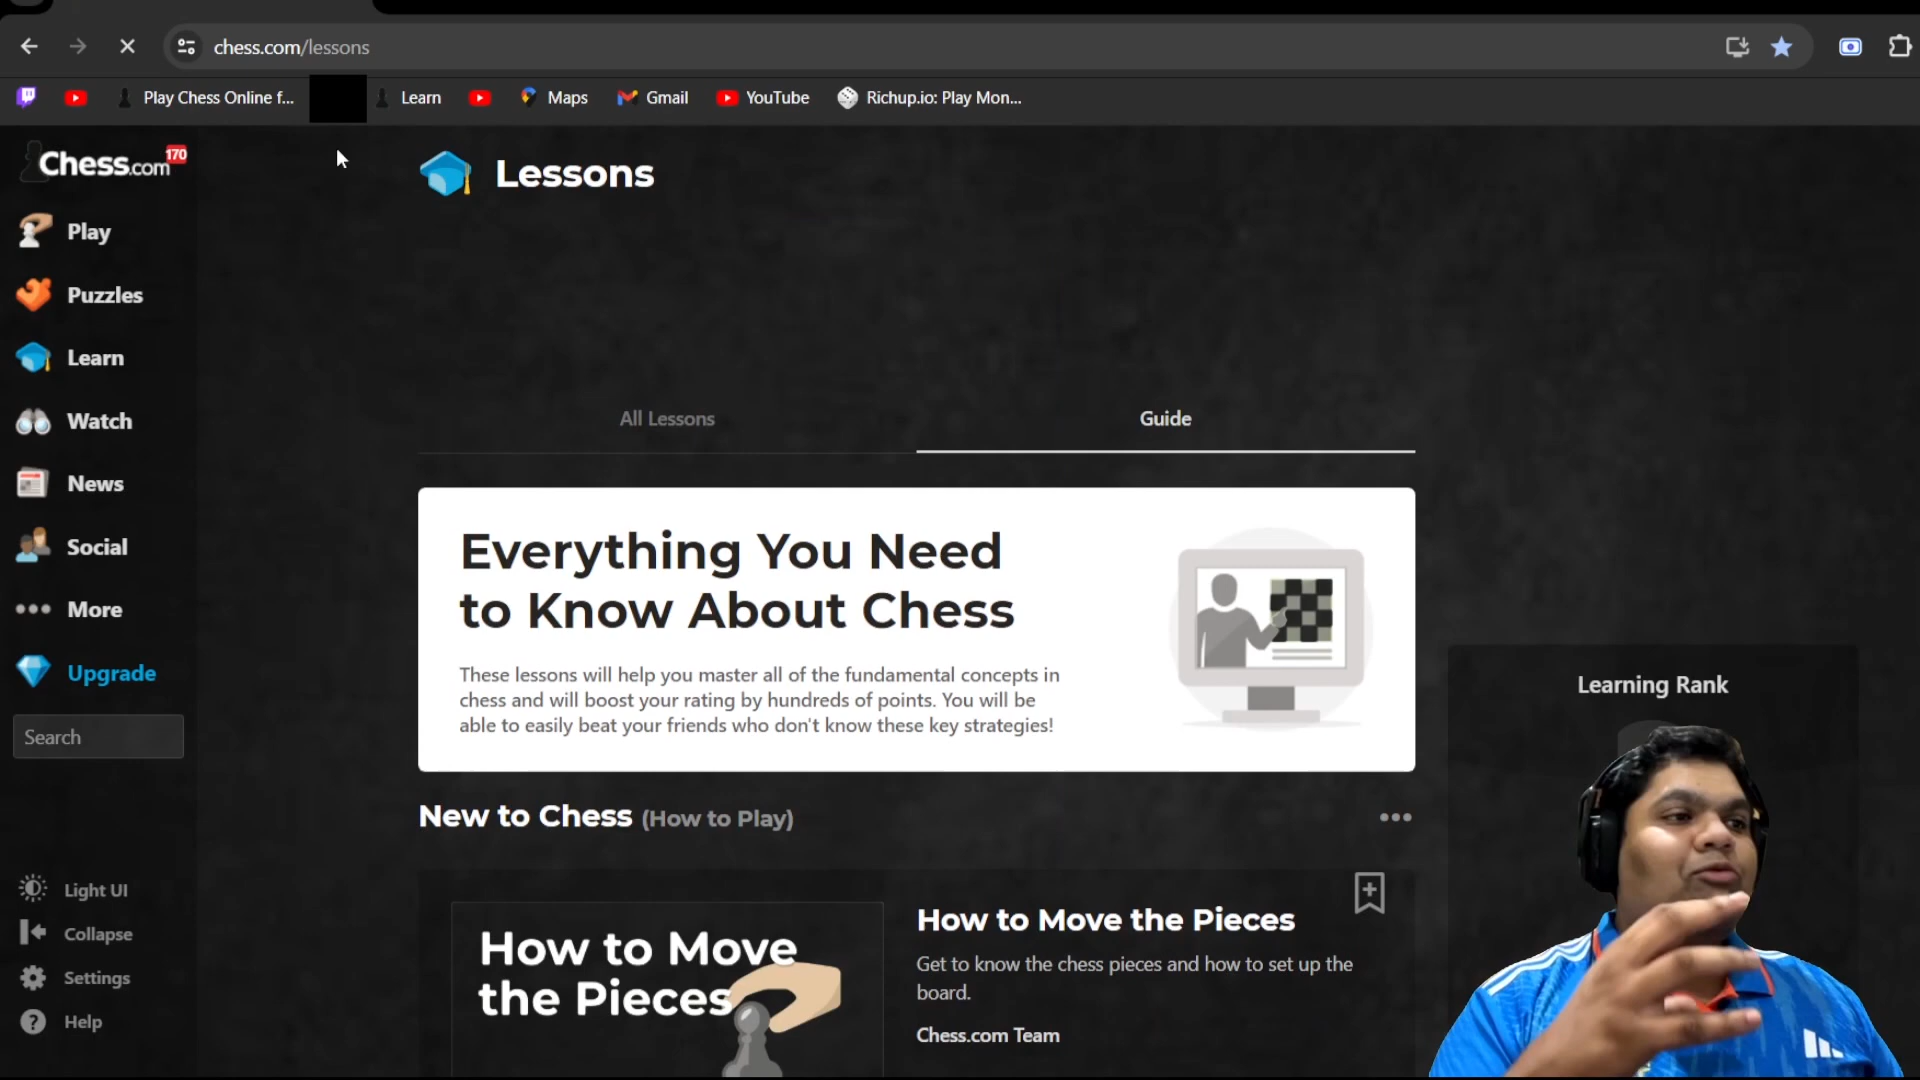 chess.com/lessons
Play Chess Online f...
Learn
Maps
Gmail
YouTube
Richup.io: Play Mon...
Chess.com
170
Play
Puzzles
Learn
Watch
News
Social
More
Upgrade
Search
Light UI
Collapse
Settings
Help
Lessons
All Lessons
Guide
Everything You Need
to Know About Chess
These lessons will help you master all of the fundamental concepts in
chess and will boost your rating by hundreds of points. You will be
able to easily beat your friends who don't know these key strategies!
New to Chess (How to Play)
How to Move
the Pieces
How to Move the Pieces
Get to know the chess pieces and how to set up the
board.
Chess.com Team
Learning Rank